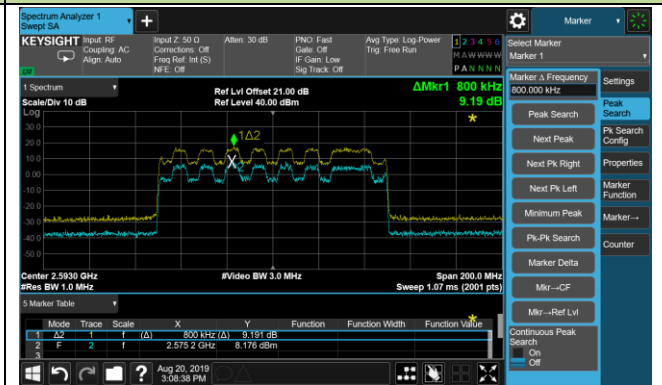 Spectrum Analyzer 1
Swept SA
+
Marker
KEYSIGHT
Input: RF
Coupling: AC
Align: Auto
Input Z: 50 Ω
Corrections: Off
Freq Ref: Int (S)
NFE: Off
Atten: 30 dB
PNO: Fast
Gate: Off
IF Gain: Low
Sig Track: Off
Avg Type: Log-Power
Trig: Free Run
1 2 3 4 5 6
M A W W W W
P A N N N N
Select Marker
Marker 1
LXI
1 Spectrum
Scale/Div 10 dB
Ref Lvl Offset 21.00 dB
Ref Level 40.00 dBm
ΔMkr1 800 kHz
9.19 dB
Log
30.0
20.0
10.0
0.00
-10.0
-20.0
-30.0
-40.0
-50.0
1Δ2
X2
Center 2.5930 GHz
#Res BW 1.0 MHz
#Video BW 3.0 MHz
Span 200.0 MHz
Sweep 1.07 ms (2001 pts)
5 Marker Table
Mode Trace Scale X Y Function Function Width Function Value
1 Δ2 1 f (Δ) 800 kHz (Δ) 9.191 dB
2 F 2 f 2.575 2 GHz 8.176 dBm
3
Aug 20, 2019
3:08:38 PM
Marker Δ Frequency
800.000 kHz
Peak Search
Next Peak
Next Pk Right
Next Pk Left
Minimum Peak
Pk-Pk Search
Marker Delta
Mkr→CF
Mkr→Ref Lvl
Continuous Peak
Search
On
Off
Settings
Peak
Search
Pk Search
Config
Properties
Marker
Function
Marker→
Counter